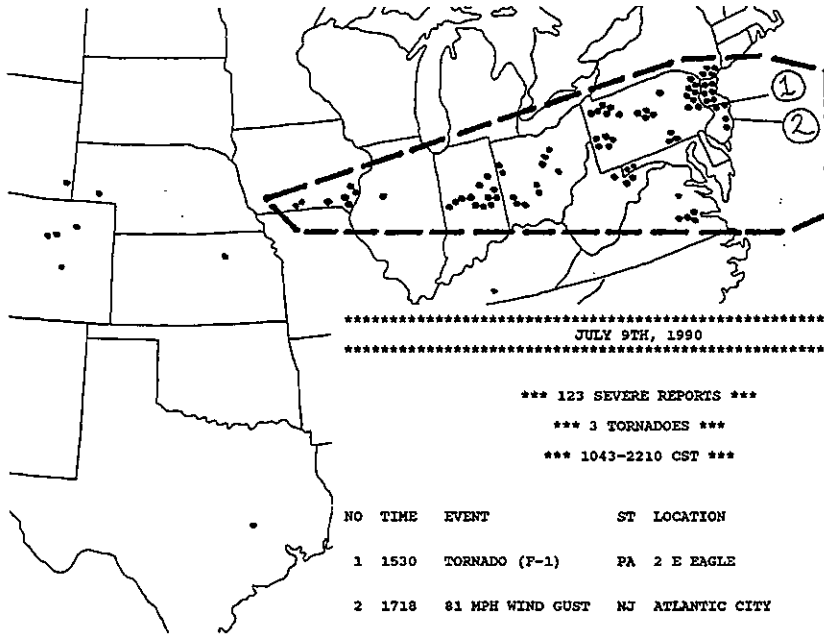 1
2
************************************************************
JULY 9TH, 1990
************************************************************
*** 123 SEVERE REPORTS ***
*** 3 TORNADOES ***
*** 1043-2210 CST ***
NO TIME EVENT ST LOCATION
1 1530 TORNADO (F-1) PA 2 E EAGLE
2 1718 81 MPH WIND GUST NJ ATLANTIC CITY